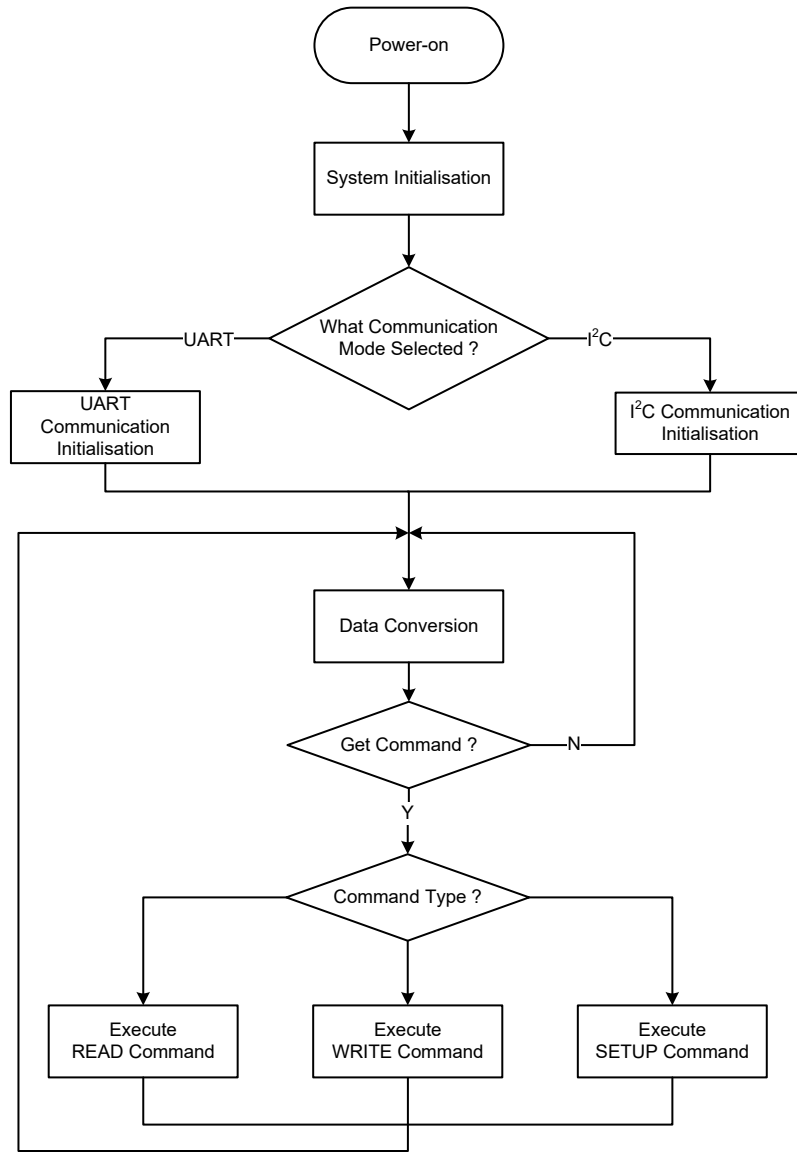 Power-on
System Initialisation
What Communication
Mode Selected ?
UART
I²C
UART
Communication
Initialisation
I²C Communication
Initialisation
Data Conversion
Get Command ?
N
Y
Command Type ?
Execute
READ Command
Execute
WRITE Command
Execute
SETUP Command